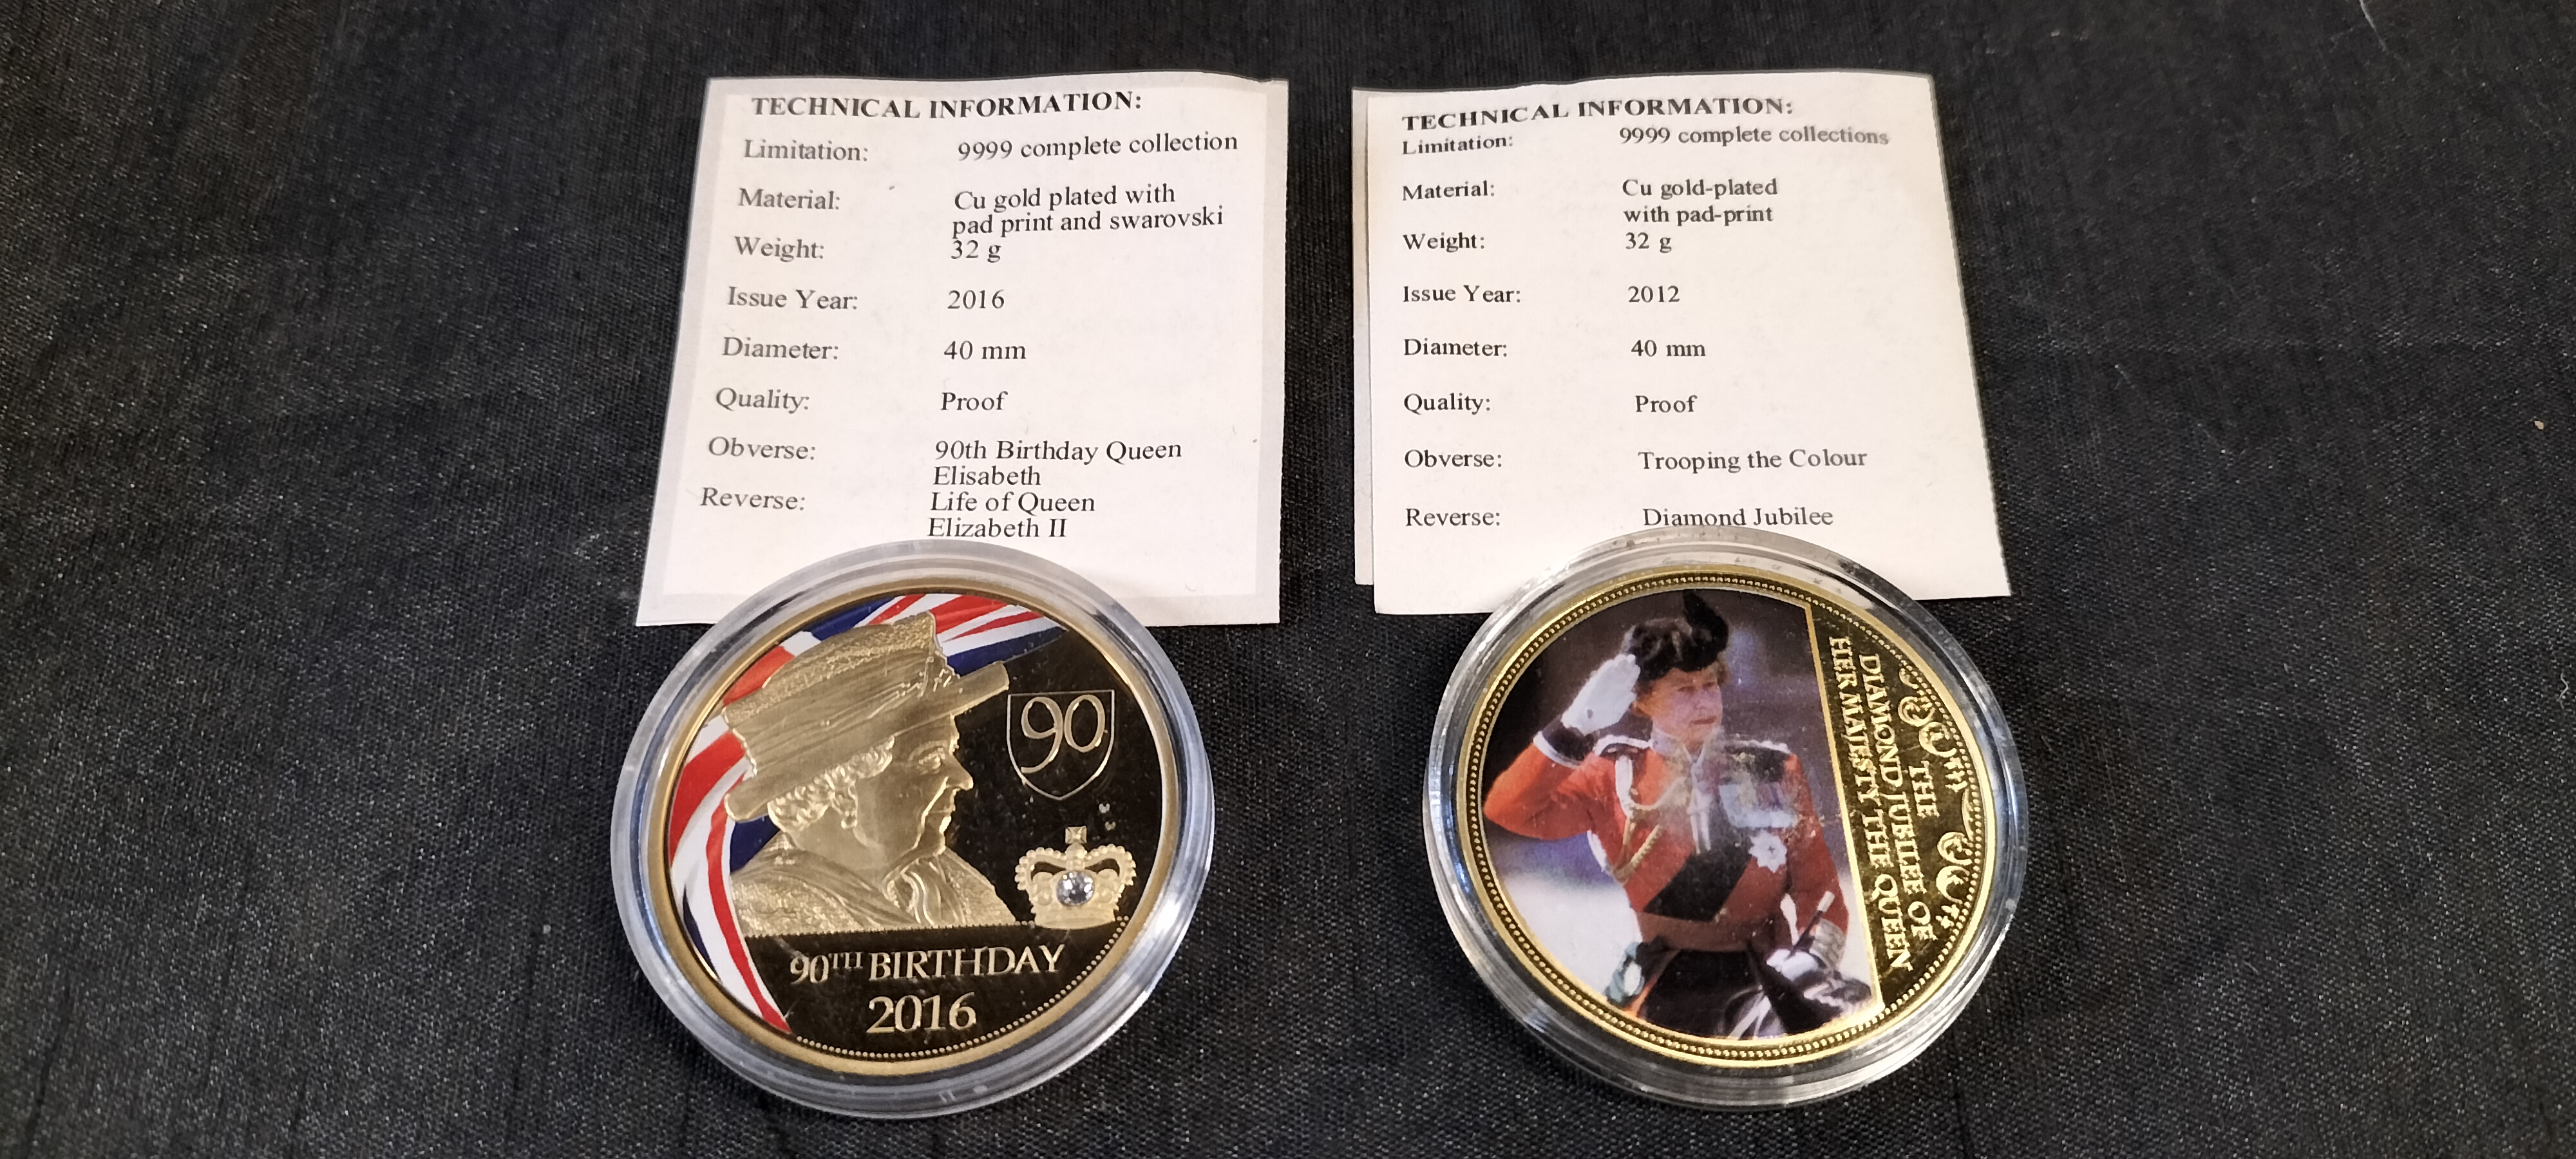 TECHNICAL INFORMATION:
Limitation: 9999 complete collection
Material: Cu gold plated with
pad print and swarovski
Weight: 32 g
Issue Year: 2016
Diameter: 40 mm
Quality: Proof
Obverse: 90th Birthday Queen
Elisabeth
Reverse: Life of Queen
Elizabeth II
90
90TH BIRTHDAY
2016
TECHNICAL INFORMATION:
Limitation: 9999 complete collections
Material: Cu gold-plated
with pad-print
Weight: 32 g
Issue Year: 2012
Diameter: 40 mm
Quality: Proof
Obverse: Trooping the Colour
Reverse: Diamond Jubilee
THE
DIAMOND JUBILEE OF
HER MAJESTY THE QUEEN